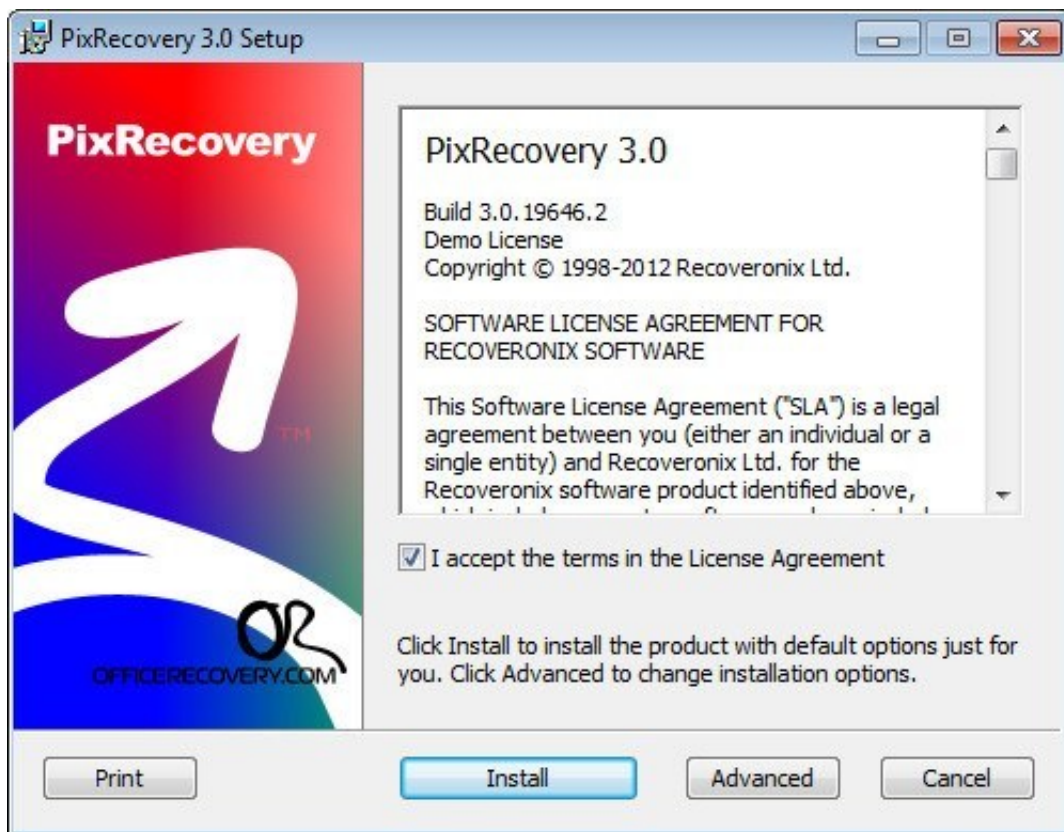 PixRecovery 3.0 Setup
PixRecovery
TM
OR
OFFICERECOVERY.COM
PixRecovery 3.0
Build 3.0.19646.2
Demo License
Copyright © 1998-2012 Recoveronix Ltd.
SOFTWARE LICENSE AGREEMENT FOR
RECOVERONIX SOFTWARE
This Software License Agreement ("SLA") is a legal
agreement between you (either an individual or a
single entity) and Recoveronix Ltd. for the
Recoveronix software product identified above,
I accept the terms in the License Agreement
Click Install to install the product with default options just for
you. Click Advanced to change installation options.
Print
Install
Advanced
Cancel